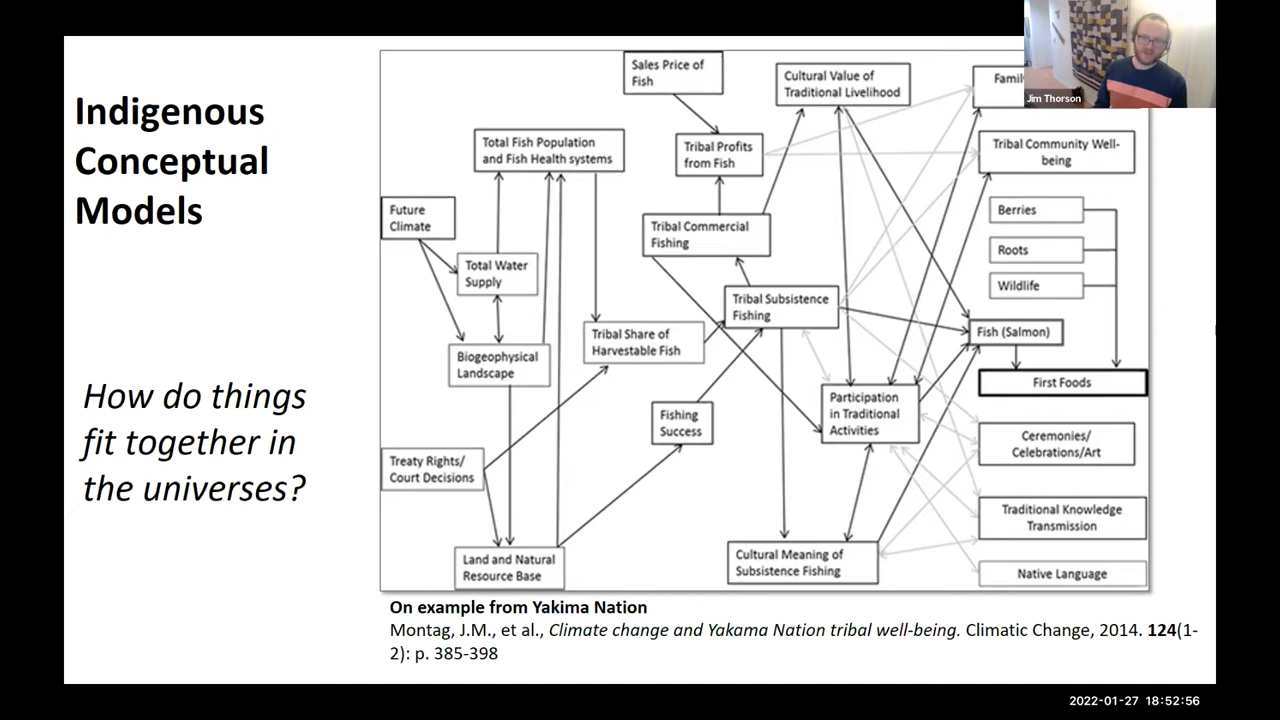 Indigenous
Conceptual
Models
How do things
fit together in
the universes?
Sales Price of
Fish
Cultural Value of
Traditional Livelihood
Jim Thorson
Total Fish Population
and Fish Health systems
Tribal Profits
from Fish
Tribal Community Well-
being
Future
Climate
Tribal Commercial
Fishing
Berries
Roots
Wildlife
Total Water
Supply
Tribal Subsistence
Fishing
Tribal Share of
Harvestable Fish
Fish (Salmon)
Biogeophysical
Landscape
First Foods
Fishing
Success
Participation
in Traditional
Activities
Ceremonies/
Celebrations/Art
Treaty Rights/
Court Decisions
Traditional Knowledge
Transmission
Land and Natural
Resource Base
Cultural Meaning of
Subsistence Fishing
Native Language
On example from Yakima Nation
Montag, J.M., et al., Climate change and Yakama Nation tribal well-being. Climatic Change, 2014. 124(1-
2): p. 385-398
2022-01-27 18:52:56